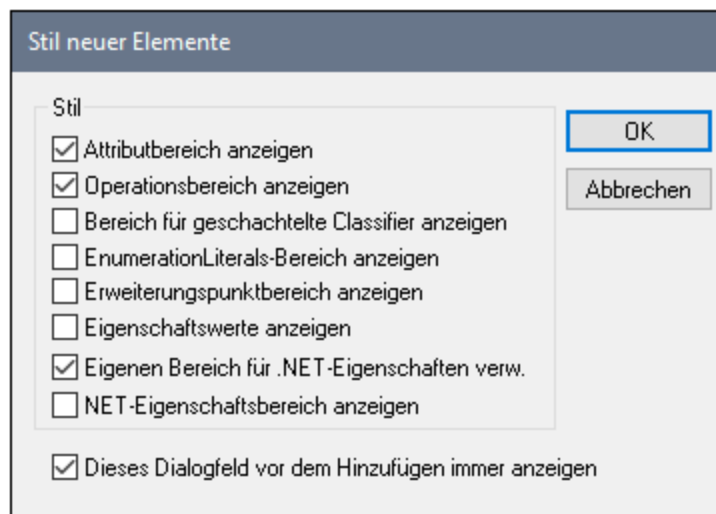 Stil neuer Elemente
Stil
Attributbereich anzeigen
Operationsbereich anzeigen
Bereich für geschachtelte Classifier anzeigen
EnumerationLiterals-Bereich anzeigen
Erweiterungspunktbereich anzeigen
Eigenschaftswerte anzeigen
Eigenen Bereich für .NET-Eigenschaften verw.
NET-Eigenschaftsbereich anzeigen
Dieses Dialogfeld vor dem Hinzufügen immer anzeigen
OK
Abbrechen